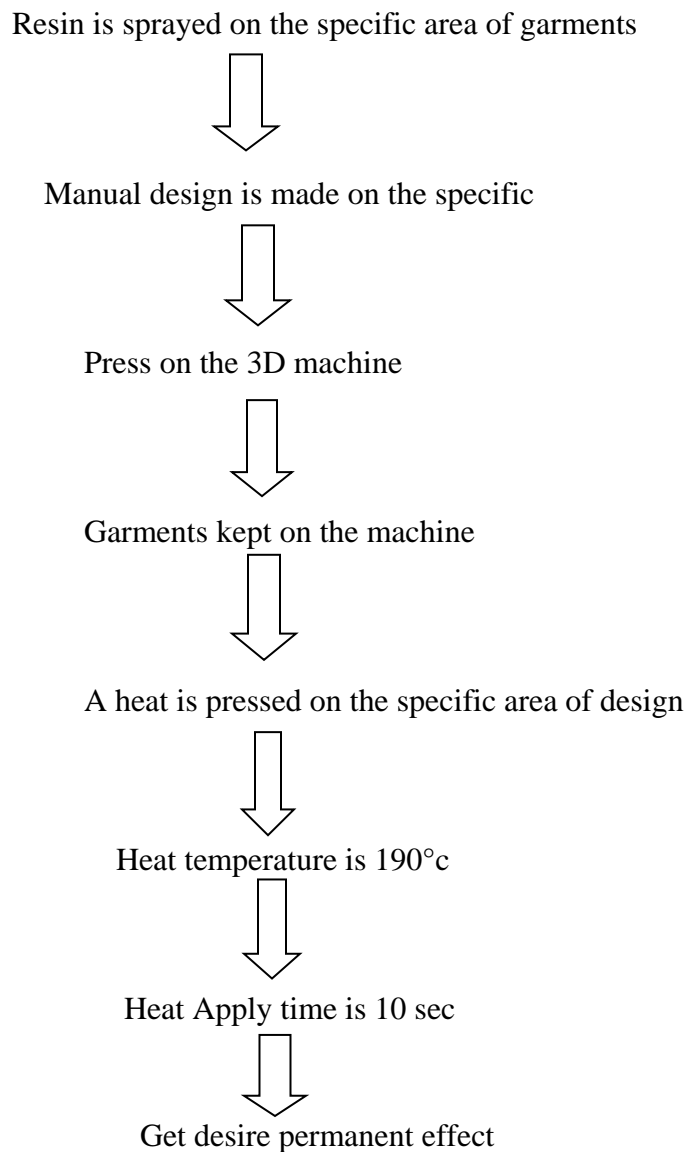 Resin is sprayed on the specific area of garments
Manual design is made on the specific
Press on the 3D machine
Garments kept on the machine
A heat is pressed on the specific area of design
Heat temperature is 190°c
Heat Apply time is 10 sec
Get desire permanent effect